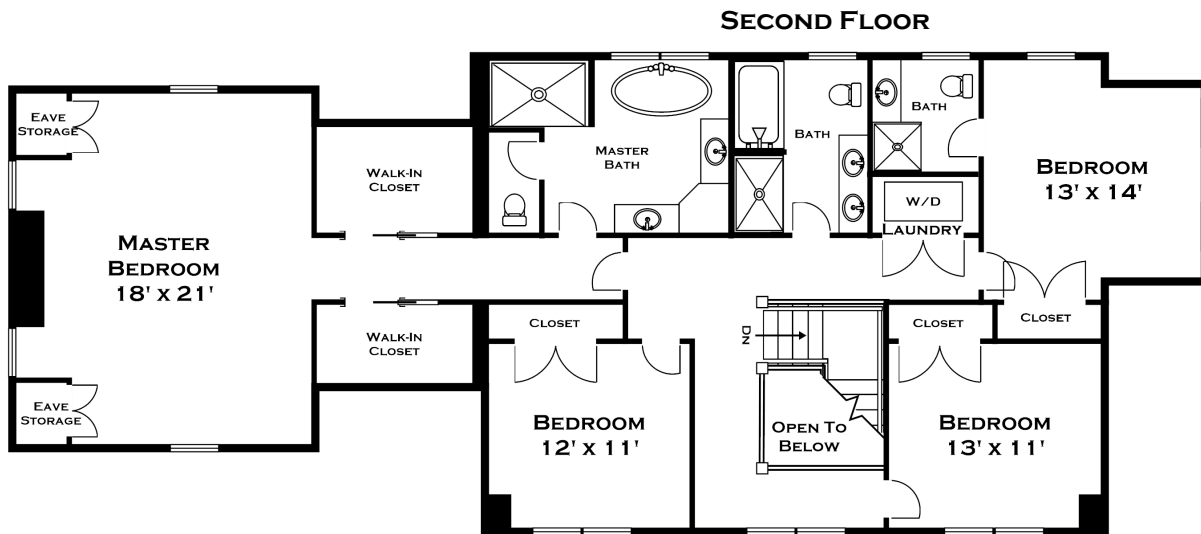 SECOND FLOOR
EAVE
STORAGE
WALK-IN
CLOSET
MASTER
BATH
BATH
BATH
BEDROOM
13' X 14'
W/D
LAUNDRY
MASTER
BEDROOM
18' X 21'
WALK-IN
CLOSET
CLOSET
DN
CLOSET
CLOSET
EAVE
STORAGE
BEDROOM
12' X 11'
OPEN TO
BELOW
BEDROOM
13' X 11'